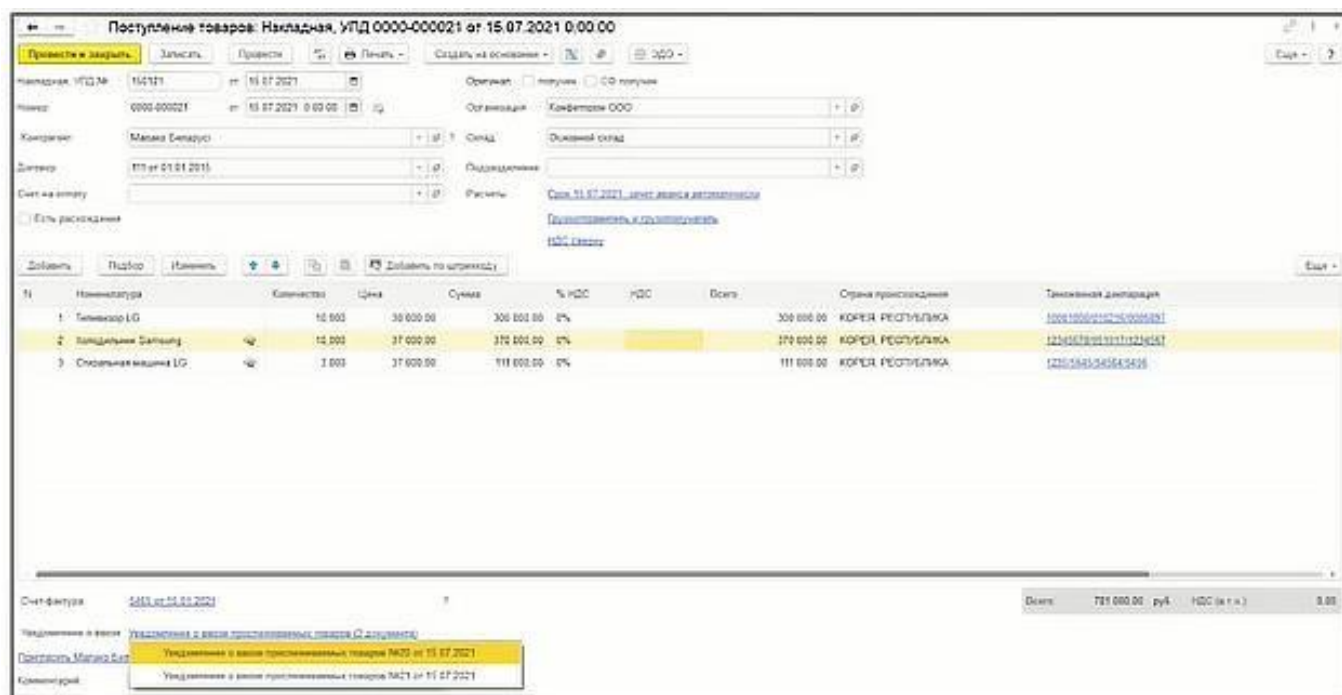 Поступление товаров: Накладная, УПД 0000-000021 от 15.07.2021 0:00:00
Провести и закрыть Записать Провести Печать Создать на основании ЭДО Еще ?
Накладная, УПД № 150121 от 15.07.2021 Оригинал: получен СФ получен
Номер: 0000-000021 от 15.07.2021 0:00:00 Организация: Конфетпром ООО
Контрагент: Малако Беларусi ? Склад: Основной склад
Договор: 111 от 01.01.2015 Подразделение:
Счет на оплату: Расчеты: Срок 15.07.2021, зачет аванса автоматически
Есть расхождения Грузоотправитель и грузополучатель
НДС сверху
Добавить Подбор Изменить Добавить по штрихкоду Еще
N Номенклатура Количество Цена Сумма % НДС НДС Всего Страна происхождения Таможенная декларация
1 Телевизор LG 10,000 30 000,00 300 000,00 0% 300 000,00 КОРЕЯ, РЕСПУБЛИКА
2 Холодильник Samsung 10,000 37 000,00 370 000,00 0% 370 000,00 КОРЕЯ, РЕСПУБЛИКА
3 Стиральная машина LG 3,000 37 000,00 111 000,00 0% 111 000,00 КОРЕЯ, РЕСПУБЛИКА
Счет-фактура: ? Всего: 781 000,00 руб. НДС (в т.ч.) 0,00
Уведомление о ввозе: Уведомления о ввозе прослеживаемых товаров (2 документа)
Уведомление о ввозе прослеживаемых товаров №20 от 15.07.2021
Пригласить Малако Бел
Уведомление о ввозе прослеживаемых товаров №21 от 15.07.2021
Комментарий: